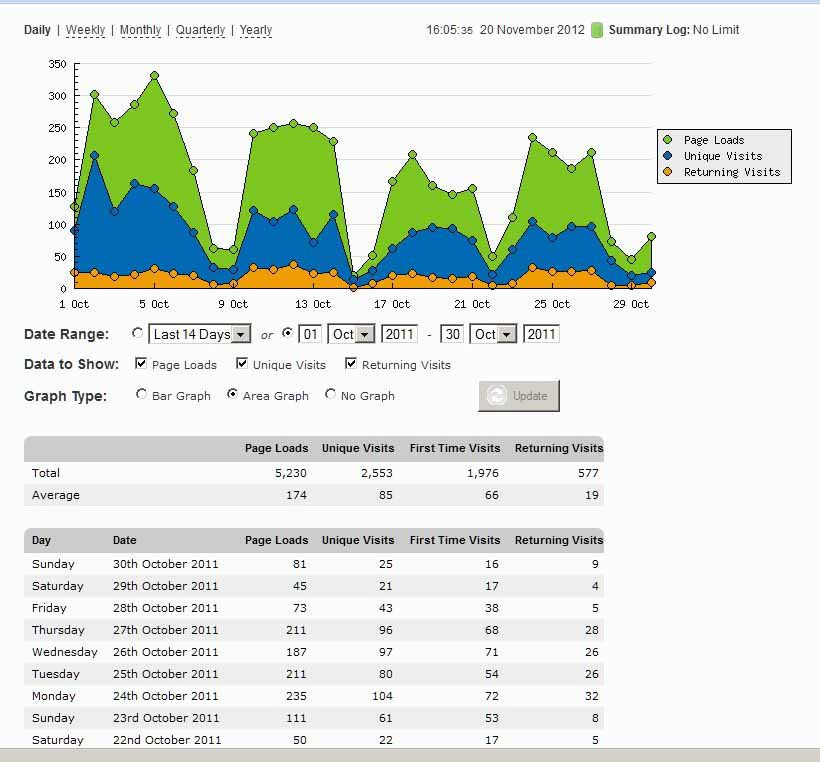 Daily | Weekly | Monthly | Quarterly | Yearly 16:05:35 20 November 2012 Summary Log: No Limit
350
300
250
200
150
100
50
0
1 Oct 5 Oct 9 Oct 13 Oct 17 Oct 21 Oct 25 Oct 29 Oct
Page Loads
Unique Visits
Returning Visits
Date Range: Last 14 Days or 01 Oct 2011 - 30 Oct 2011
Data to Show: Page Loads Unique Visits Returning Visits
Graph Type: Bar Graph Area Graph No Graph Update
Page Loads Unique Visits First Time Visits Returning Visits
Total 5,230 2,553 1,976 577
Average 174 85 66 19
Day Date Page Loads Unique Visits First Time Visits Returning Visits
Sunday 30th October 2011 81 25 16 9
Saturday 29th October 2011 45 21 17 4
Friday 28th October 2011 73 43 38 5
Thursday 27th October 2011 211 96 68 28
Wednesday 26th October 2011 187 97 71 26
Tuesday 25th October 2011 211 80 54 26
Monday 24th October 2011 235 104 72 32
Sunday 23rd October 2011 111 61 53 8
Saturday 22nd October 2011 50 22 17 5